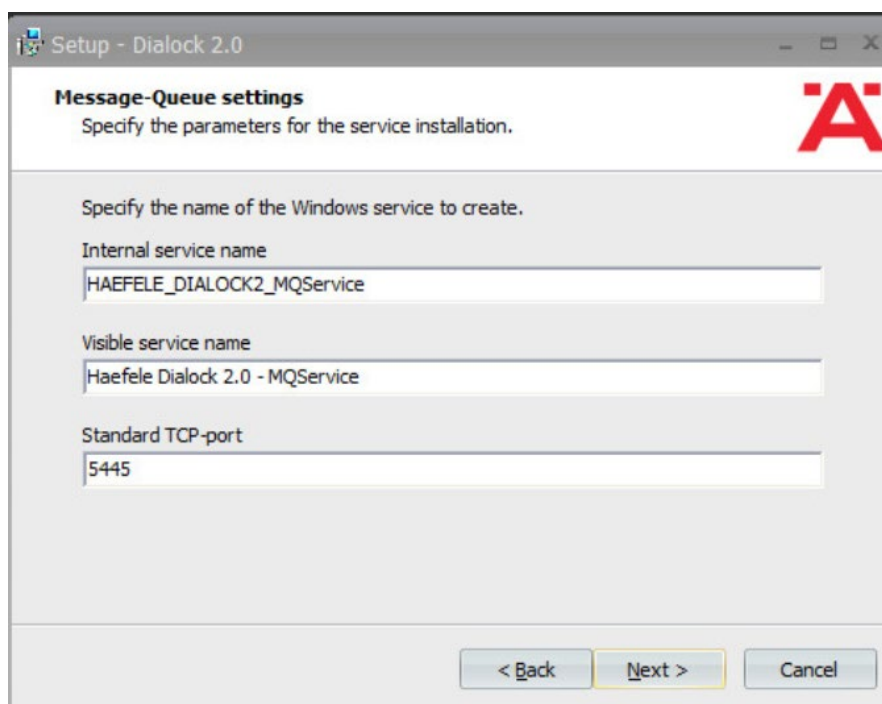 Setup - Dialock 2.0
Message-Queue settings
Specify the parameters for the service installation.
Specify the name of the Windows service to create.
Internal service name
HAEFELE_DIALOCK2_MQService
Visible service name
Haefele Dialock 2.0 - MQService
Standard TCP-port
5445
< Back Next > Cancel